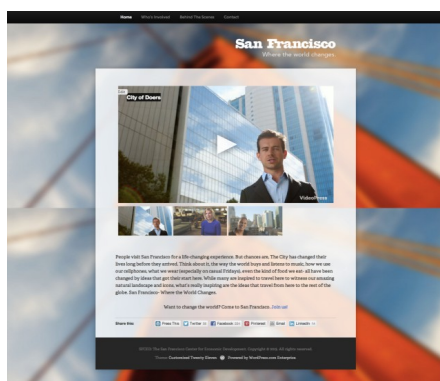 Home Who's Involved Behind The Scenes Contact
San Francisco
Where the world changes.
City of Doers
VideoPress
People visit San Francisco for a life-changing experience. But chances are, The City has changed their
lives long before they arrived. Think about it, the way the world buys and listens to music, how we use
our cellphones, what we wear (especially on casual Fridays), even the kind of food we eat- all have been
changed by ideas that get their start here. While many are inspired to travel here to witness our amazing
natural landscape and icons, what's really inspiring are the ideas that travel from here to the rest of the
globe. San Francisco- Where the World Changes.
Want to change the world? Come to San Francisco. Join us!
Share this: Press This Twitter Facebook Pinterest Email LinkedIn
Theme: Customized Twenty Eleven Powered by WordPress.com Enterprise